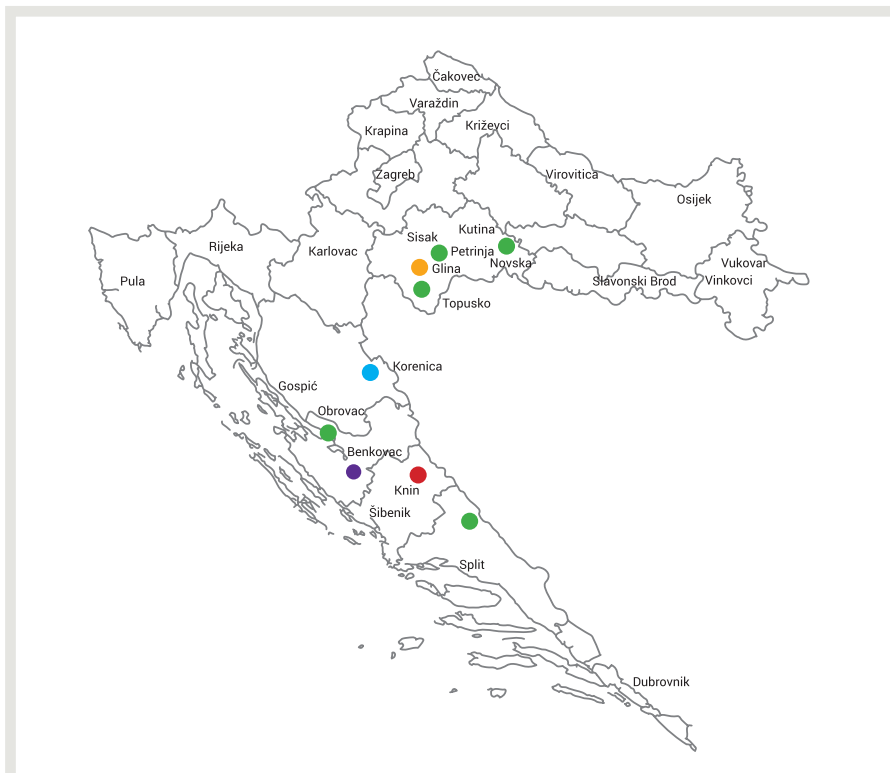 Čakovec
Varaždin
Križevci
Krapina
Zagreb
Virovitica
Osijek
Kutina
Sisak
Rijeka
Karlovac
Petrinja
Novska
Glina
Vukovar
Pula
Slavonski Brod
Vinkovci
Topusko
Korenica
Gospić
Obrovac
Benkovac
Knin
Šibenik
Split
Dubrovnik